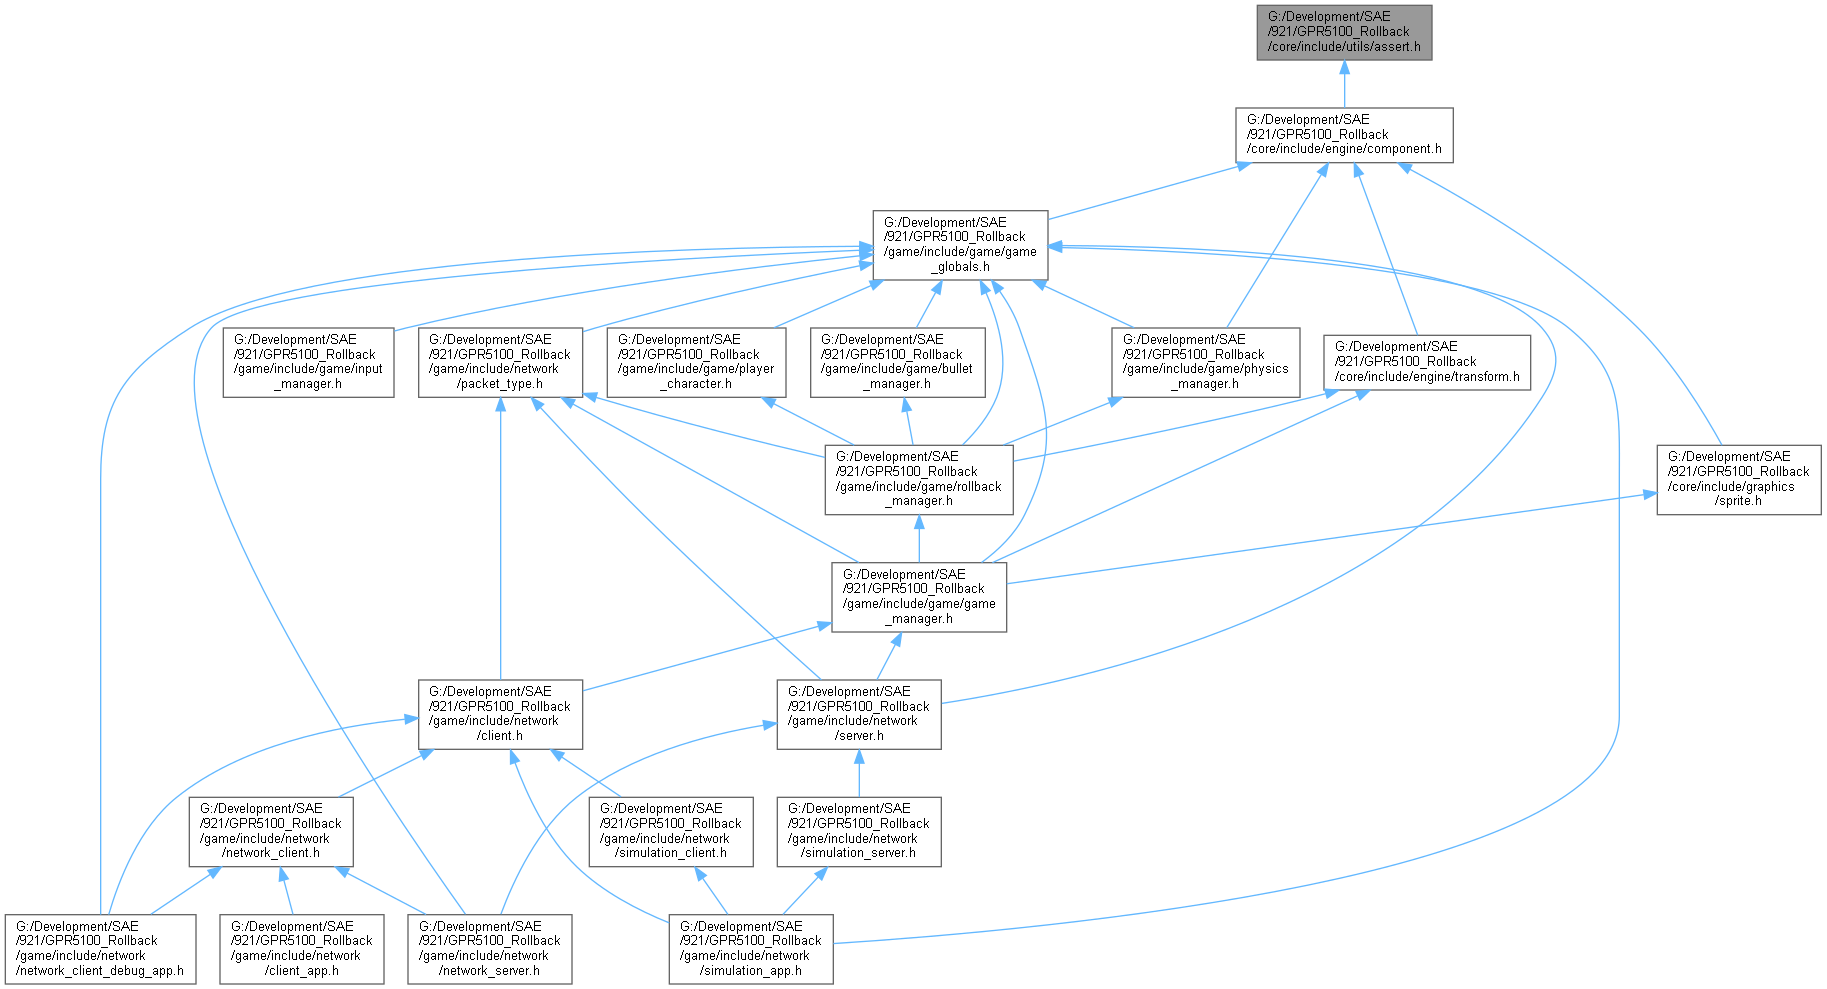 G:/Development/SAE
/921/GPR5100_Rollback
/core/include/utils/assert.h
G:/Development/SAE
/921/GPR5100_Rollback
/core/include/engine/component.h
G:/Development/SAE
/921/GPR5100_Rollback
/game/include/game/game
_globals.h
G:/Development/SAE
/921/GPR5100_Rollback
/game/include/game/input
_manager.h
G:/Development/SAE
/921/GPR5100_Rollback
/game/include/network
/packet_type.h
G:/Development/SAE
/921/GPR5100_Rollback
/game/include/game/player
_character.h
G:/Development/SAE
/921/GPR5100_Rollback
/game/include/game/bullet
_manager.h
G:/Development/SAE
/921/GPR5100_Rollback
/game/include/game/physics
_manager.h
G:/Development/SAE
/921/GPR5100_Rollback
/core/include/engine/transform.h
G:/Development/SAE
/921/GPR5100_Rollback
/game/include/game/rollback
_manager.h
G:/Development/SAE
/921/GPR5100_Rollback
/core/include/graphics
/sprite.h
G:/Development/SAE
/921/GPR5100_Rollback
/game/include/game/game
_manager.h
G:/Development/SAE
/921/GPR5100_Rollback
/game/include/network
/client.h
G:/Development/SAE
/921/GPR5100_Rollback
/game/include/network
/server.h
G:/Development/SAE
/921/GPR5100_Rollback
/game/include/network
/network_client.h
G:/Development/SAE
/921/GPR5100_Rollback
/game/include/network
/simulation_client.h
G:/Development/SAE
/921/GPR5100_Rollback
/game/include/network
/simulation_server.h
G:/Development/SAE
/921/GPR5100_Rollback
/game/include/network
/network_client_debug_app.h
G:/Development/SAE
/921/GPR5100_Rollback
/game/include/network
/client_app.h
G:/Development/SAE
/921/GPR5100_Rollback
/game/include/network
/network_server.h
G:/Development/SAE
/921/GPR5100_Rollback
/game/include/network
/simulation_app.h